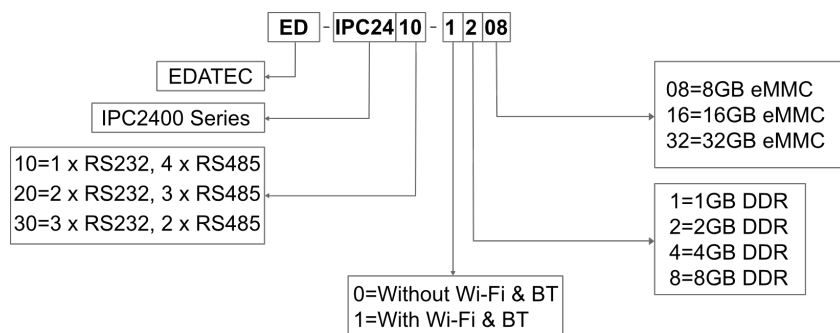 ED - IPC24 10 - 1 2 08
EDATEC
IPC2400 Series
10=1 x RS232, 4 x RS485
20=2 x RS232, 3 x RS485
30=3 x RS232, 2 x RS485
0=Without Wi-Fi & BT
1=With Wi-Fi & BT
08=8GB eMMC
16=16GB eMMC
32=32GB eMMC
1=1GB DDR
2=2GB DDR
4=4GB DDR
8=8GB DDR